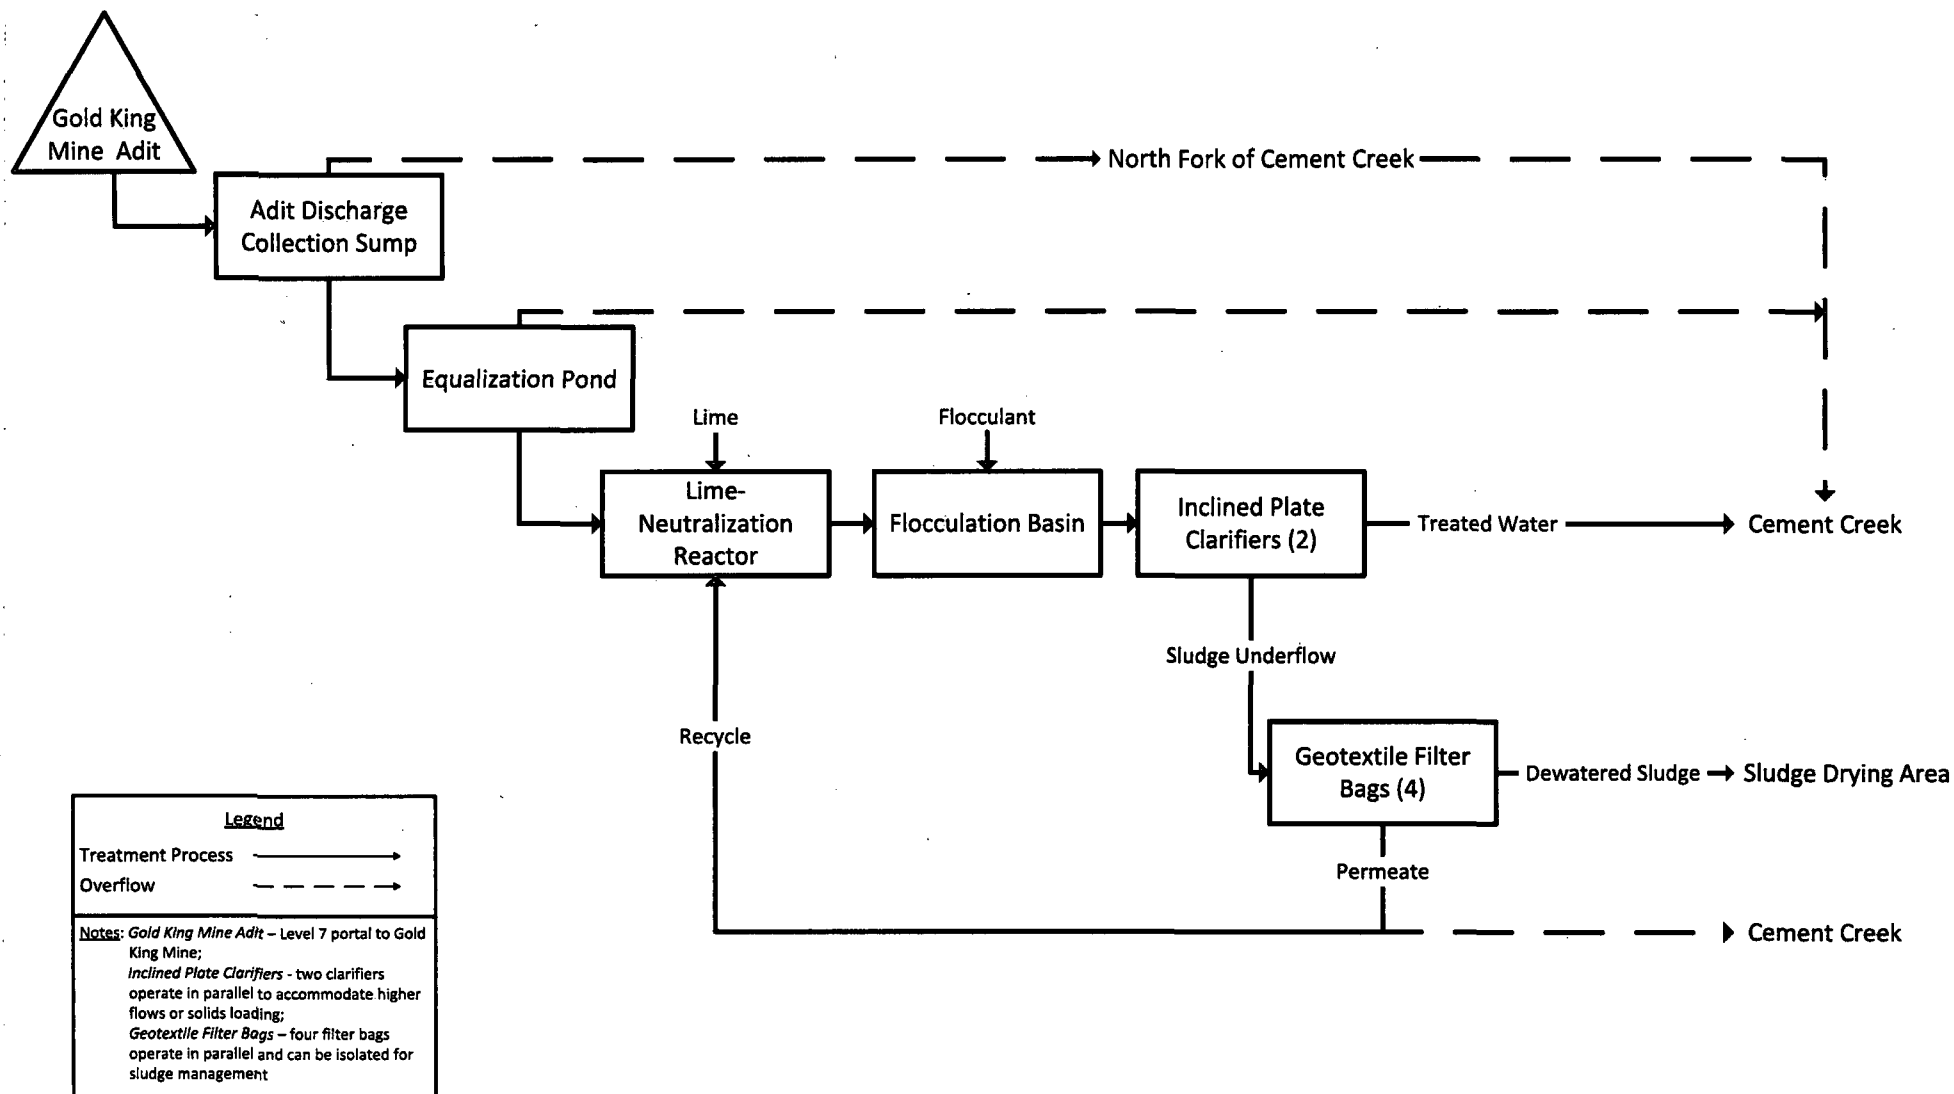 Gold King
Mine Adit
North Fork of Cement Creek
Adit Discharge
Collection Sump
Equalization Pond
Lime
Flocculant
Lime-
Neutralization
Reactor
Flocculation Basin
Inclined Plate
Clarifiers (2)
Treated Water
Cement Creek
Sludge Underflow
Recycle
Geotextile Filter
Bags (4)
Dewatered Sludge
Sludge Drying Area
Permeate
Cement Creek
Legend
Treatment Process
Overflow
Notes: Gold King Mine Adit – Level 7 portal to Gold
King Mine;
Inclined Plate Clarifiers - two clarifiers
operate in parallel to accommodate higher
flows or solids loading;
Geotextile Filter Bags – four filter bags
operate in parallel and can be isolated for
sludge management